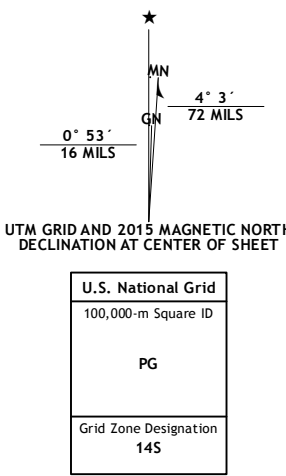 ★
MN
4° 3´
72 MILS
GN
0° 53´
16 MILS
UTM GRID AND 2015 MAGNETIC NORTH
DECLINATION AT CENTER OF SHEET
U.S. National Grid
100,000-m Square ID
PG
Grid Zone Designation
14S